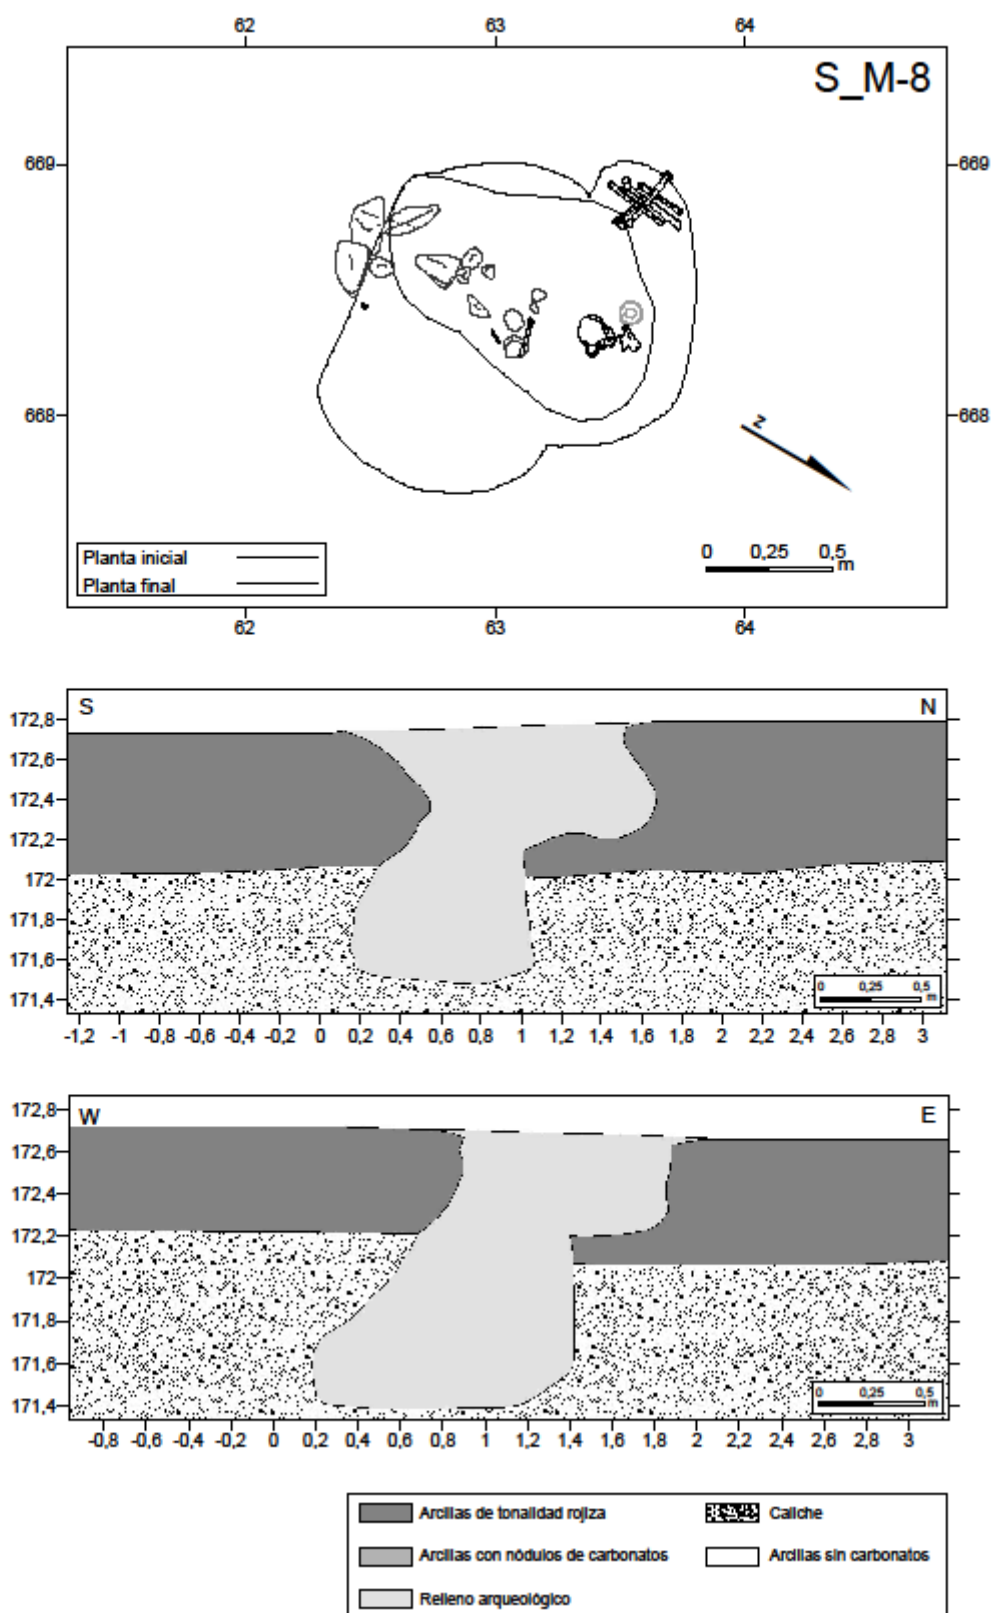 62 63 64
S_M-8
669 669
668 668
z
Planta inicial
Planta final
0 0,25 0,5
m
62 63 64
S N
172,8
172,6
172,4
172,2
172
171,8
171,6
171,4
0 0,25 0,5
m
-1,2 -1 -0,8 -0,6 -0,4 -0,2 0 0,2 0,4 0,6 0,8 1 1,2 1,4 1,6 1,8 2 2,2 2,4 2,6 2,8 3
W E
172,8
172,6
172,4
172,2
172
171,8
171,6
171,4
0 0,25 0,5
m
-0,8 -0,6 -0,4 -0,2 0 0,2 0,4 0,6 0,8 1 1,2 1,4 1,6 1,8 2 2,2 2,4 2,6 2,8 3
Arcillas de tonalidad rojiza Caliche
Arcillas con nódulos de carbonatos Arcillas sin carbonatos
Relleno arqueológico